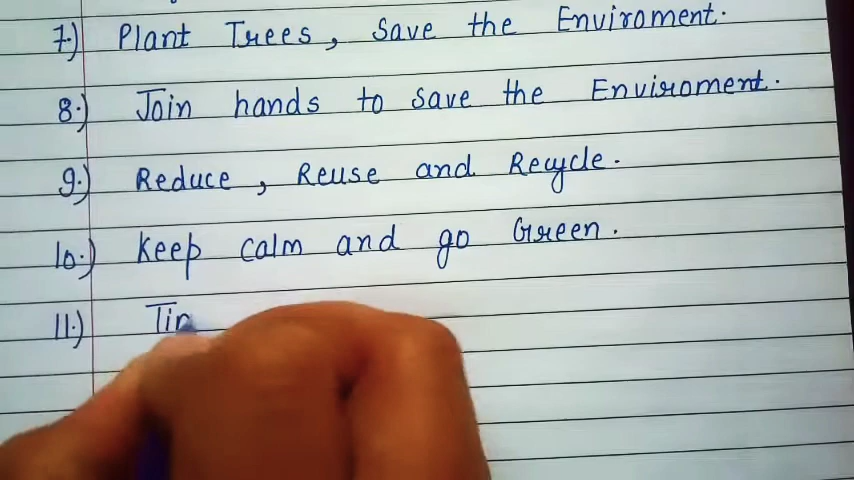 7.) Plant Trees, Save the Enviroment.
8.) Join hands to save the Enviroment.
9.) Reduce, Reuse and Recycle.
10.) Keep calm and go Green.
11.)